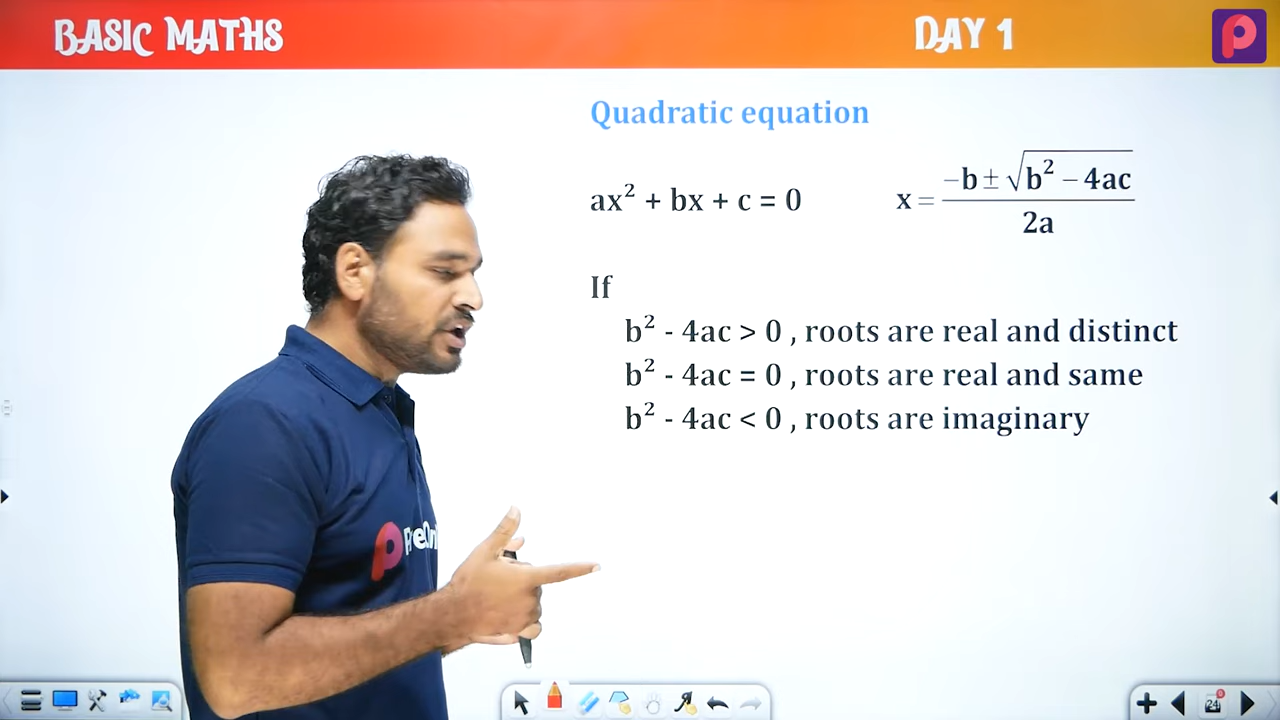 BASIC MATHS
DAY 1
Quadratic equation
ax² + bx + c = 0
x = (−b ± √(b² − 4ac)) / 2a
If
b² - 4ac > 0 , roots are real and distinct
b² - 4ac = 0 , roots are real and same
b² - 4ac < 0 , roots are imaginary
24